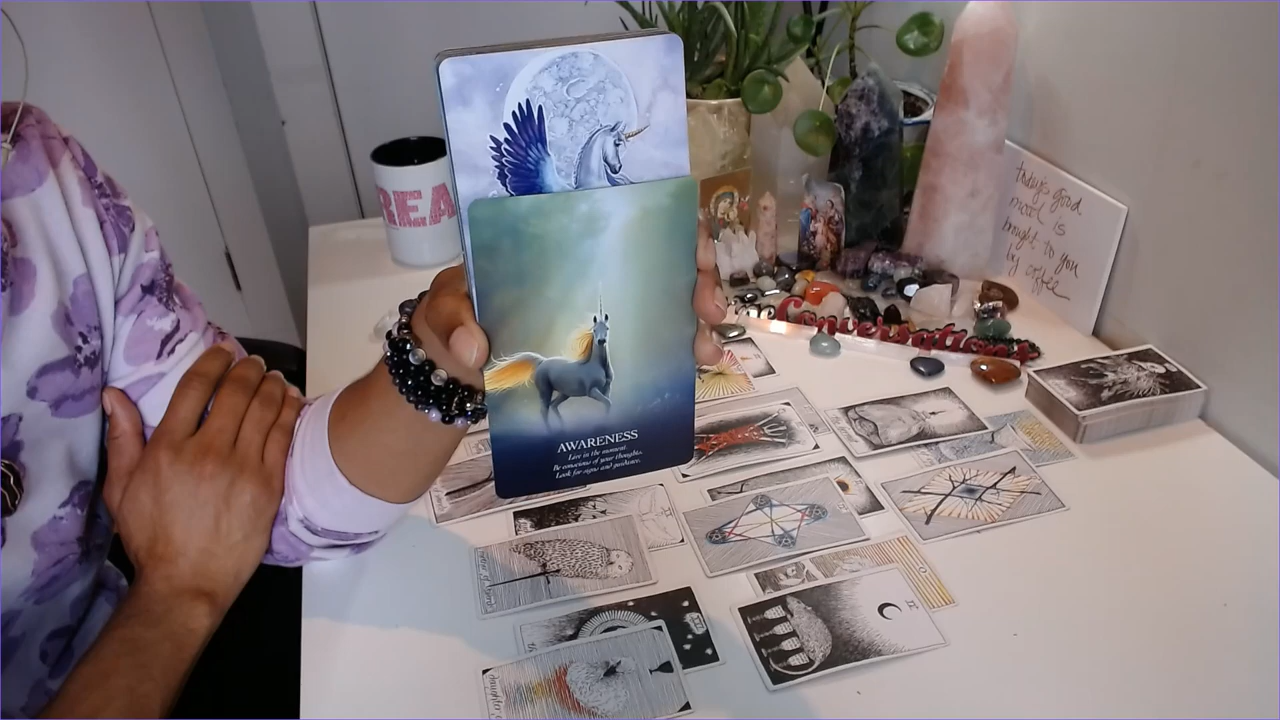 REA
today's good
mood is
brought to you
by coffee
Conversations
AWARENESS
Live in the moment.
Be conscious of your thoughts.
Look for signs and guidance.